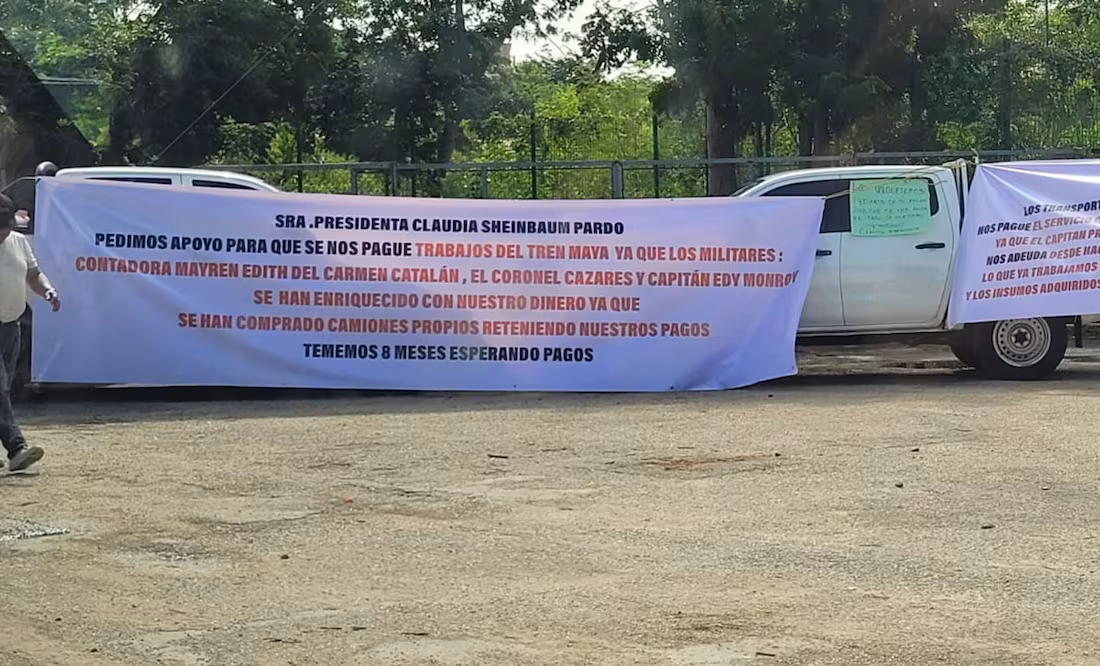 SRA .PRESIDENTA CLAUDIA SHEINBAUM PARDO
PEDIMOS APOYO PARA QUE SE NOS PAGUE TRABAJOS DEL TREN MAYA YA QUE LOS MILITARES :
CONTADORA MAYREN EDITH DEL CARMEN CATALÁN , EL CORONEL CAZARES Y CAPITÁN EDY MONROY
SE HAN ENRIQUECIDO CON NUESTRO DINERO YA QUE
SE HAN COMPRADO CAMIONES PROPIOS RETENIENDO NUESTROS PAGOS
TEMEMOS 8 MESES ESPERANDO PAGOS
LOS
LOS
NOS PAGUE EL SERVICIO
YA QUE EL CAPITAN
NOS ADEUDA DESDE
LO QUE YA TRABAJAMOS
Y LOS INSUMOS ADQUIRIDOS